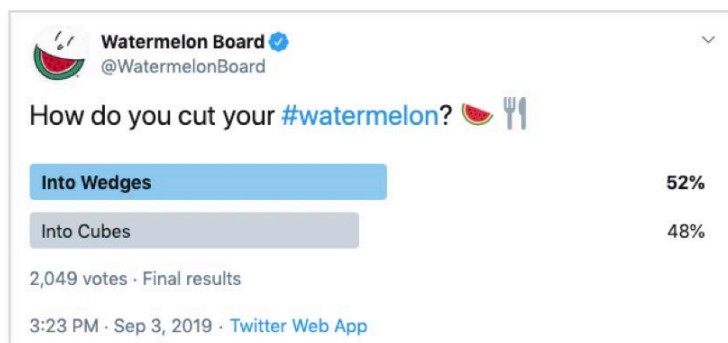 Watermelon Board
@WatermelonBoard
How do you cut your #watermelon? 🍉 🍴
Into Wedges 52%
Into Cubes 48%
2,049 votes · Final results
3:23 PM · Sep 3, 2019 · Twitter Web App